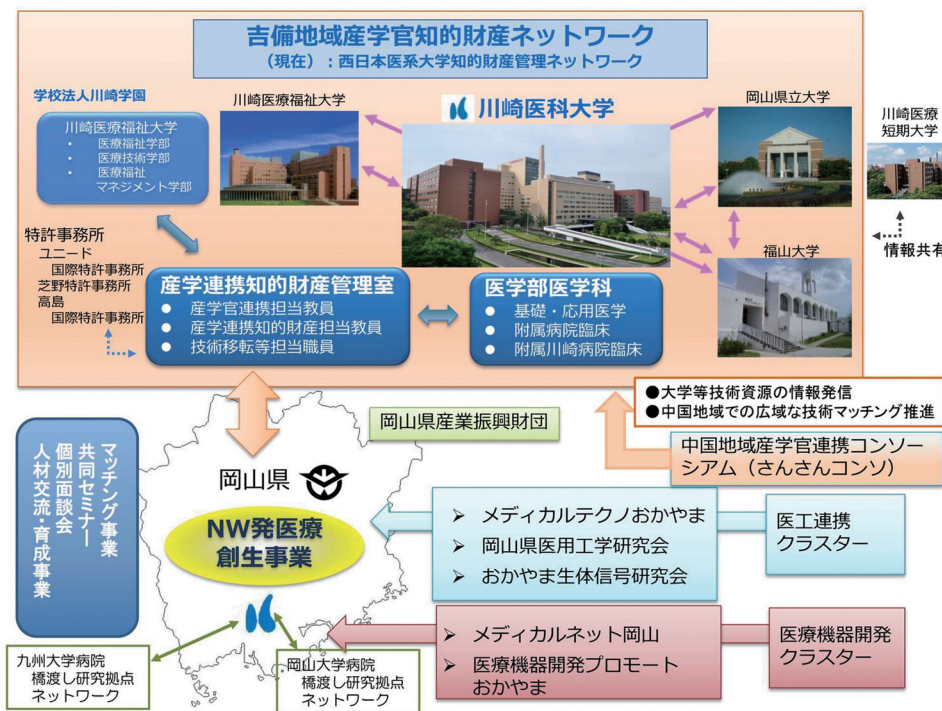 吉備地域産学官知的財産ネットワーク
（現在）：西日本医系大学知的財産管理ネットワーク
学校法人川崎学園
川崎医療福祉大学
・ 医療福祉学部
・ 医療技術学部
・ 医療福祉
マネジメント学部
川崎医療福祉大学
川崎医科大学
岡山県立大学
川崎医療
短期大学
情報共有
福山大学
特許事務所
ユニード
国際特許事務所
芝野特許事務所
高島
国際特許事務所
産学連携知的財産管理室
● 産学官連携担当教員
● 産学連携知的財産担当教員
● 技術移転等担当職員
医学部医学科
● 基礎・応用医学
● 附属病院臨床
● 附属川崎病院臨床
●大学等技術資源の情報発信
●中国地域での広域な技術マッチング推進
中国地域産学官連携コンソー
シアム（さんさんコンソ）
岡山県産業振興財団
マッチング事業
共同セミナー
個別面談会
人材交流・育成事業
岡山県
NW発医療
創生事業
➢ メディカルテクノおかやま
➢ 岡山県医用工学研究会
➢ おかやま生体信号研究会
医工連携
クラスター
➢ メディカルネット岡山
➢ 医療機器開発プロモート
おかやま
医療機器開発
クラスター
九州大学病院
橋渡し研究拠点
ネットワーク
岡山大学病院
橋渡し研究拠点
ネットワーク